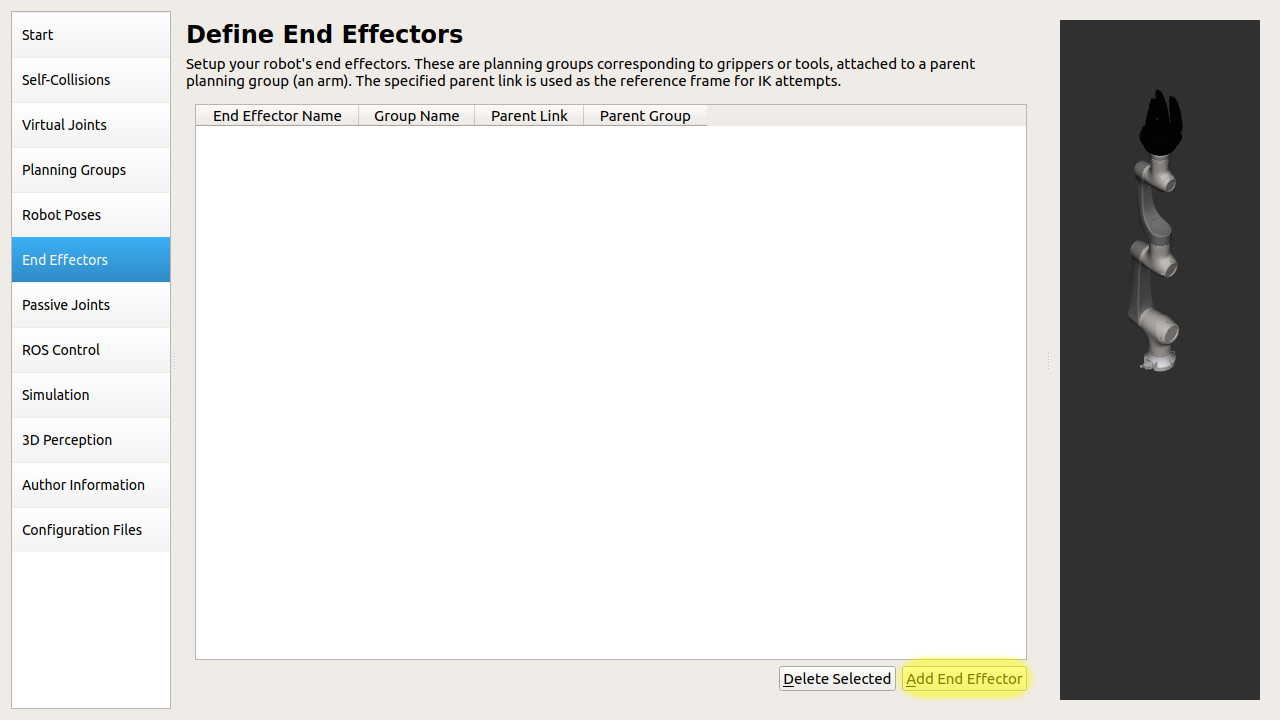 Start
Self-Collisions
Virtual Joints
Planning Groups
Robot Poses
End Effectors
Passive Joints
ROS Control
Simulation
3D Perception
Author Information
Configuration Files
Define End Effectors
Setup your robot's end effectors. These are planning groups corresponding to grippers or tools, attached to a parent
planning group (an arm). The specified parent link is used as the reference frame for IK attempts.
End Effector Name Group Name Parent Link Parent Group
Delete Selected Add End Effector